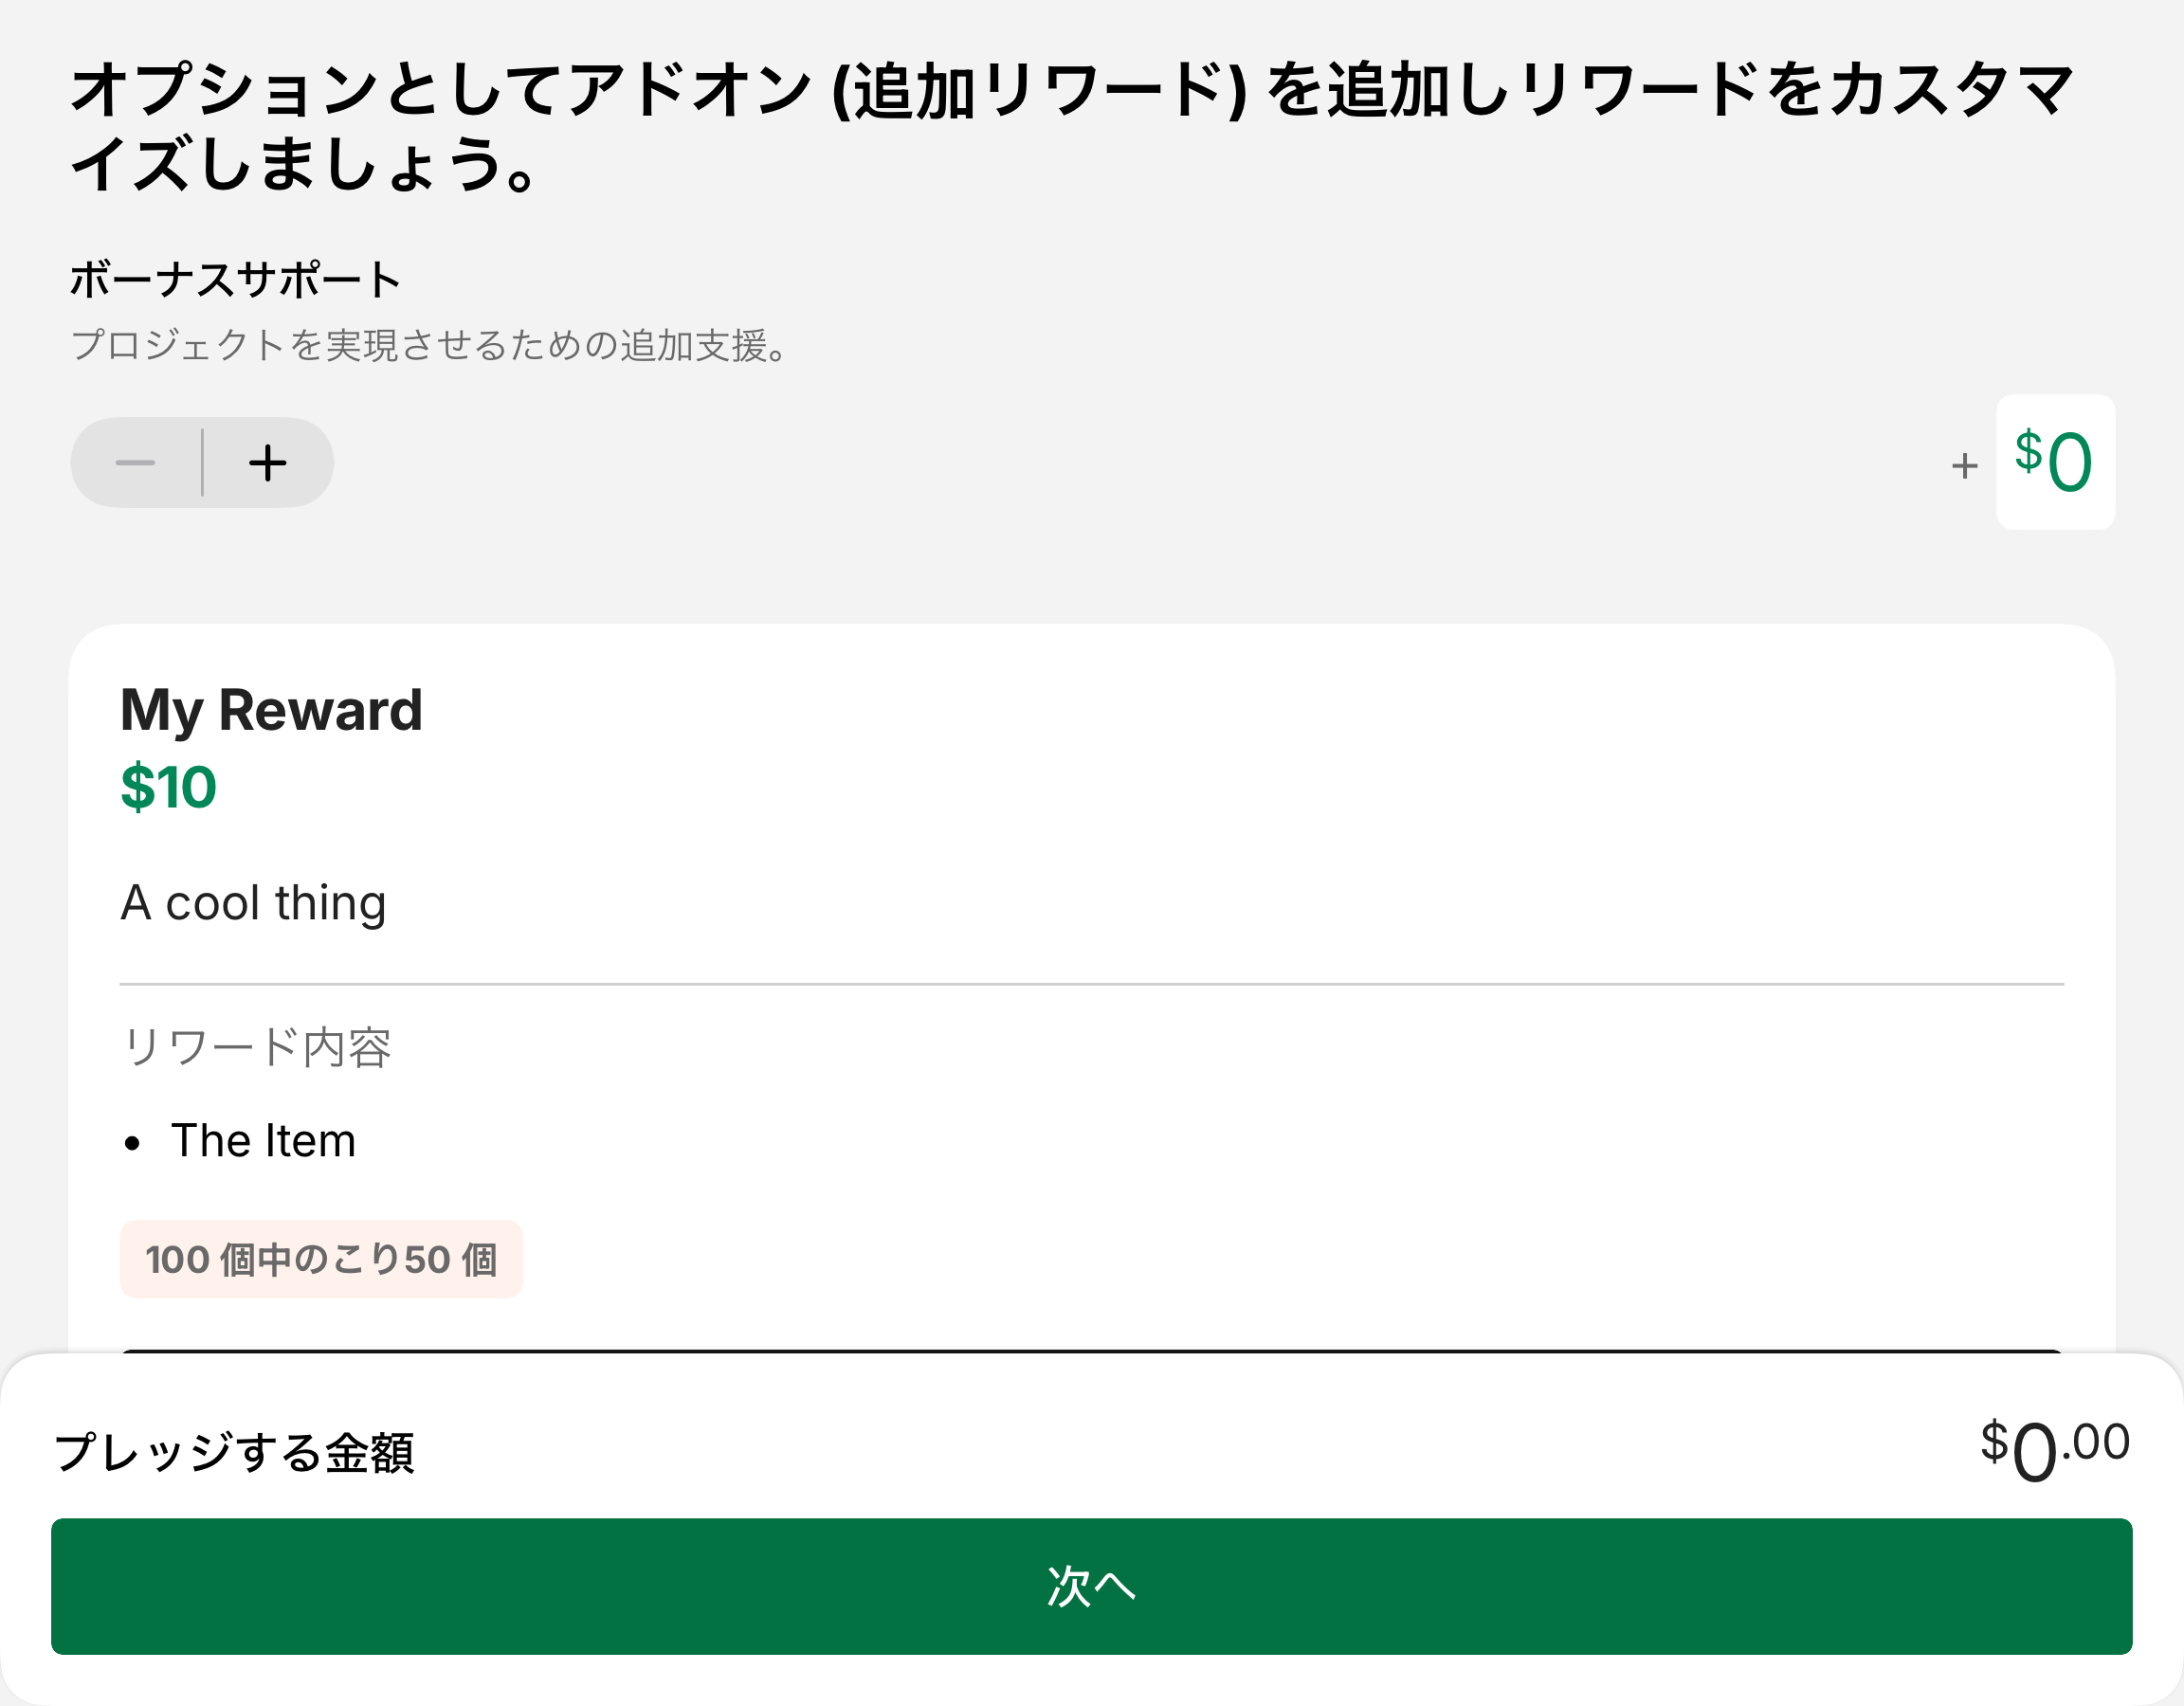 オプションとしてアドオン (追加リワード) を追加しリワードをカスタマ
イズしましょう。
ボーナスサポート
プロジェクトを実現させるための追加支援。
+ $0
My Reward
$10
A cool thing
リワード内容
• The Item
100 個中のこり50 個
プレッジする金額
$0.00
次へ